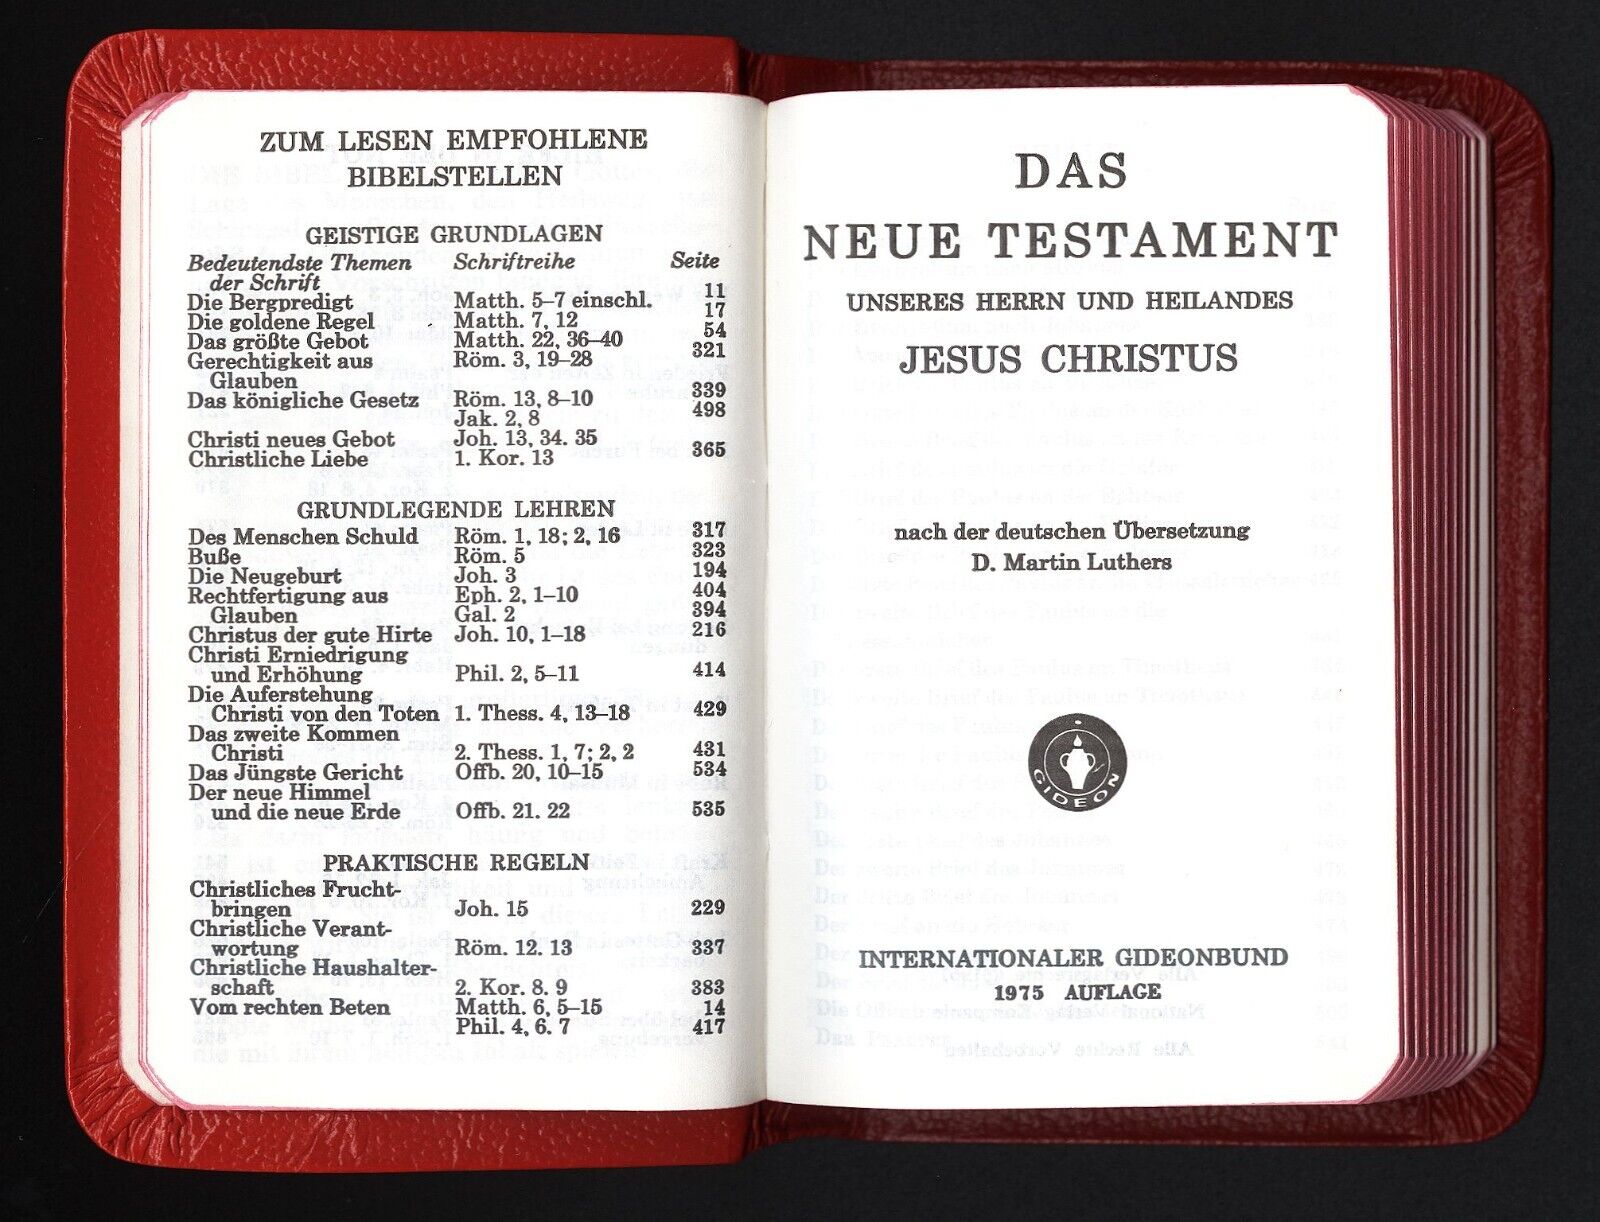 ZUM LESEN EMPFOHLENE
BIBELSTELLEN
GEISTIGE GRUNDLAGEN
Bedeutendste Themen Schriftreihe Seite
der Schrift
Die Bergpredigt Matth. 5–7 einschl. 11
Die goldene Regel Matth. 7, 12 17
Das größte Gebot Matth. 22, 36–40 54
Gerechtigkeit aus Röm. 3, 19–28 321
Glauben
Das königliche Gesetz Röm. 13, 8–10 339
Jak. 2, 8 498
Christi neues Gebot Joh. 13, 34. 35
Christliche Liebe 1. Kor. 13 365
GRUNDLEGENDE LEHREN
Des Menschen Schuld Röm. 1, 18; 2, 16 317
Buße Röm. 5 323
Die Neugeburt Joh. 3 194
Rechtfertigung aus Eph. 2, 1–10 404
Glauben Gal. 2 394
Christus der gute Hirte Joh. 10, 1–18 216
Christi Erniedrigung
und Erhöhung Phil. 2, 5–11 414
Die Auferstehung
Christi von den Toten 1. Thess. 4, 13–18 429
Das zweite Kommen
Christi 2. Thess. 1, 7; 2, 2 431
Das Jüngste Gericht Offb. 20, 10–15 534
Der neue Himmel
und die neue Erde Offb. 21. 22 535
PRAKTISCHE REGELN
Christliches Frucht-
bringen Joh. 15 229
Christliche Verant-
wortung Röm. 12. 13 337
Christliche Haushalter-
schaft 2. Kor. 8. 9 383
Vom rechten Beten Matth. 6, 5–15 14
Phil. 4, 6. 7 417
DAS
NEUE TESTAMENT
UNSERES HERRN UND HEILANDES
JESUS CHRISTUS
nach der deutschen Übersetzung
D. Martin Luthers
GIDEON
INTERNATIONALER GIDEONBUND
1975 AUFLAGE